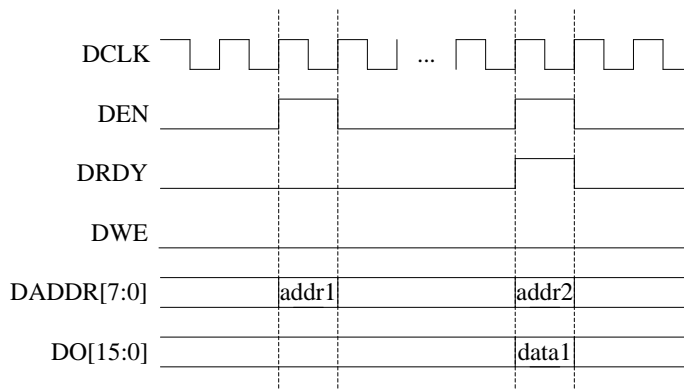 DCLK ...
DEN
DRDY
DWE
DADDR[7:0] addr1 addr2
DO[15:0] data1